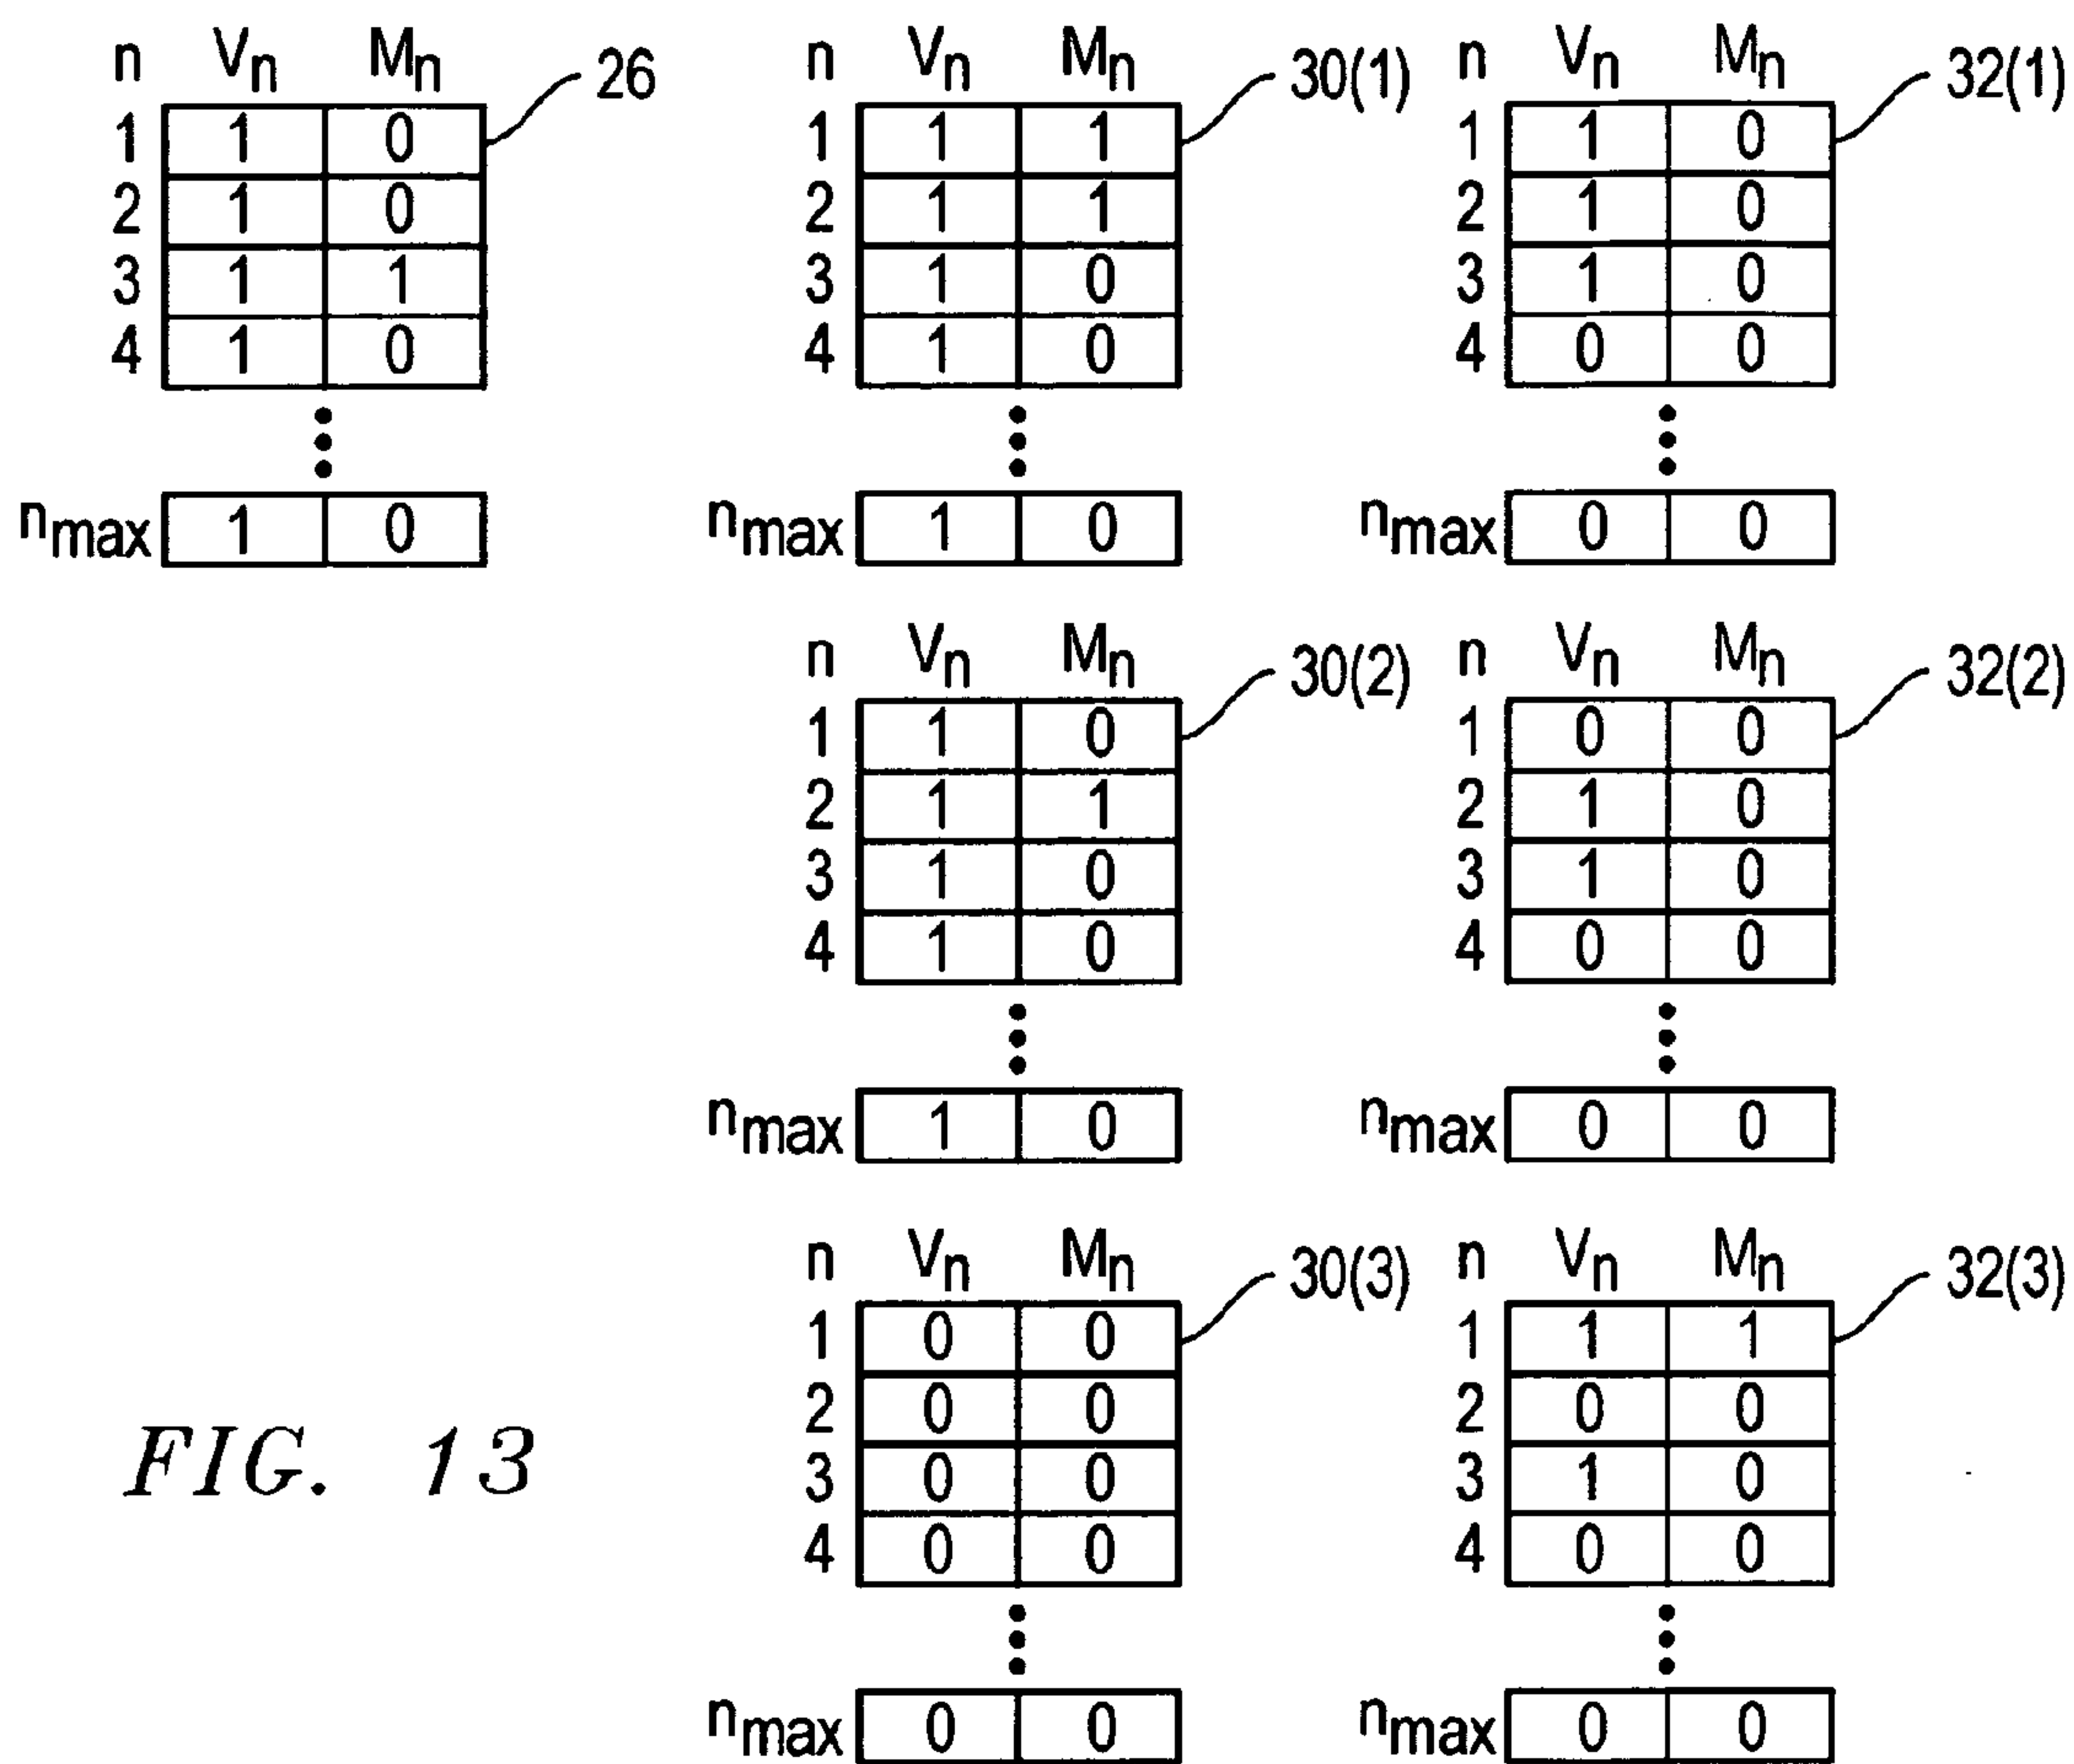 n Vn Mn 26
1 1 0
2 1 0
3 1 1
4 1 0
nmax 1 0
n Vn Mn 30(1)
1 1 1
2 1 1
3 1 0
4 1 0
nmax 1 0
n Vn Mn 32(1)
1 1 0
2 1 0
3 1 0
4 0 0
nmax 0 0
n Vn Mn 30(2)
1 1 0
2 1 1
3 1 0
4 1 0
nmax 1 0
n Vn Mn 32(2)
1 0 0
2 1 0
3 1 0
4 0 0
nmax 0 0
n Vn Mn 30(3)
1 0 0
2 0 0
3 0 0
4 0 0
nmax 0 0
n Vn Mn 32(3)
1 1 1
2 0 0
3 1 0
4 0 0
nmax 0 0
FIG. 13